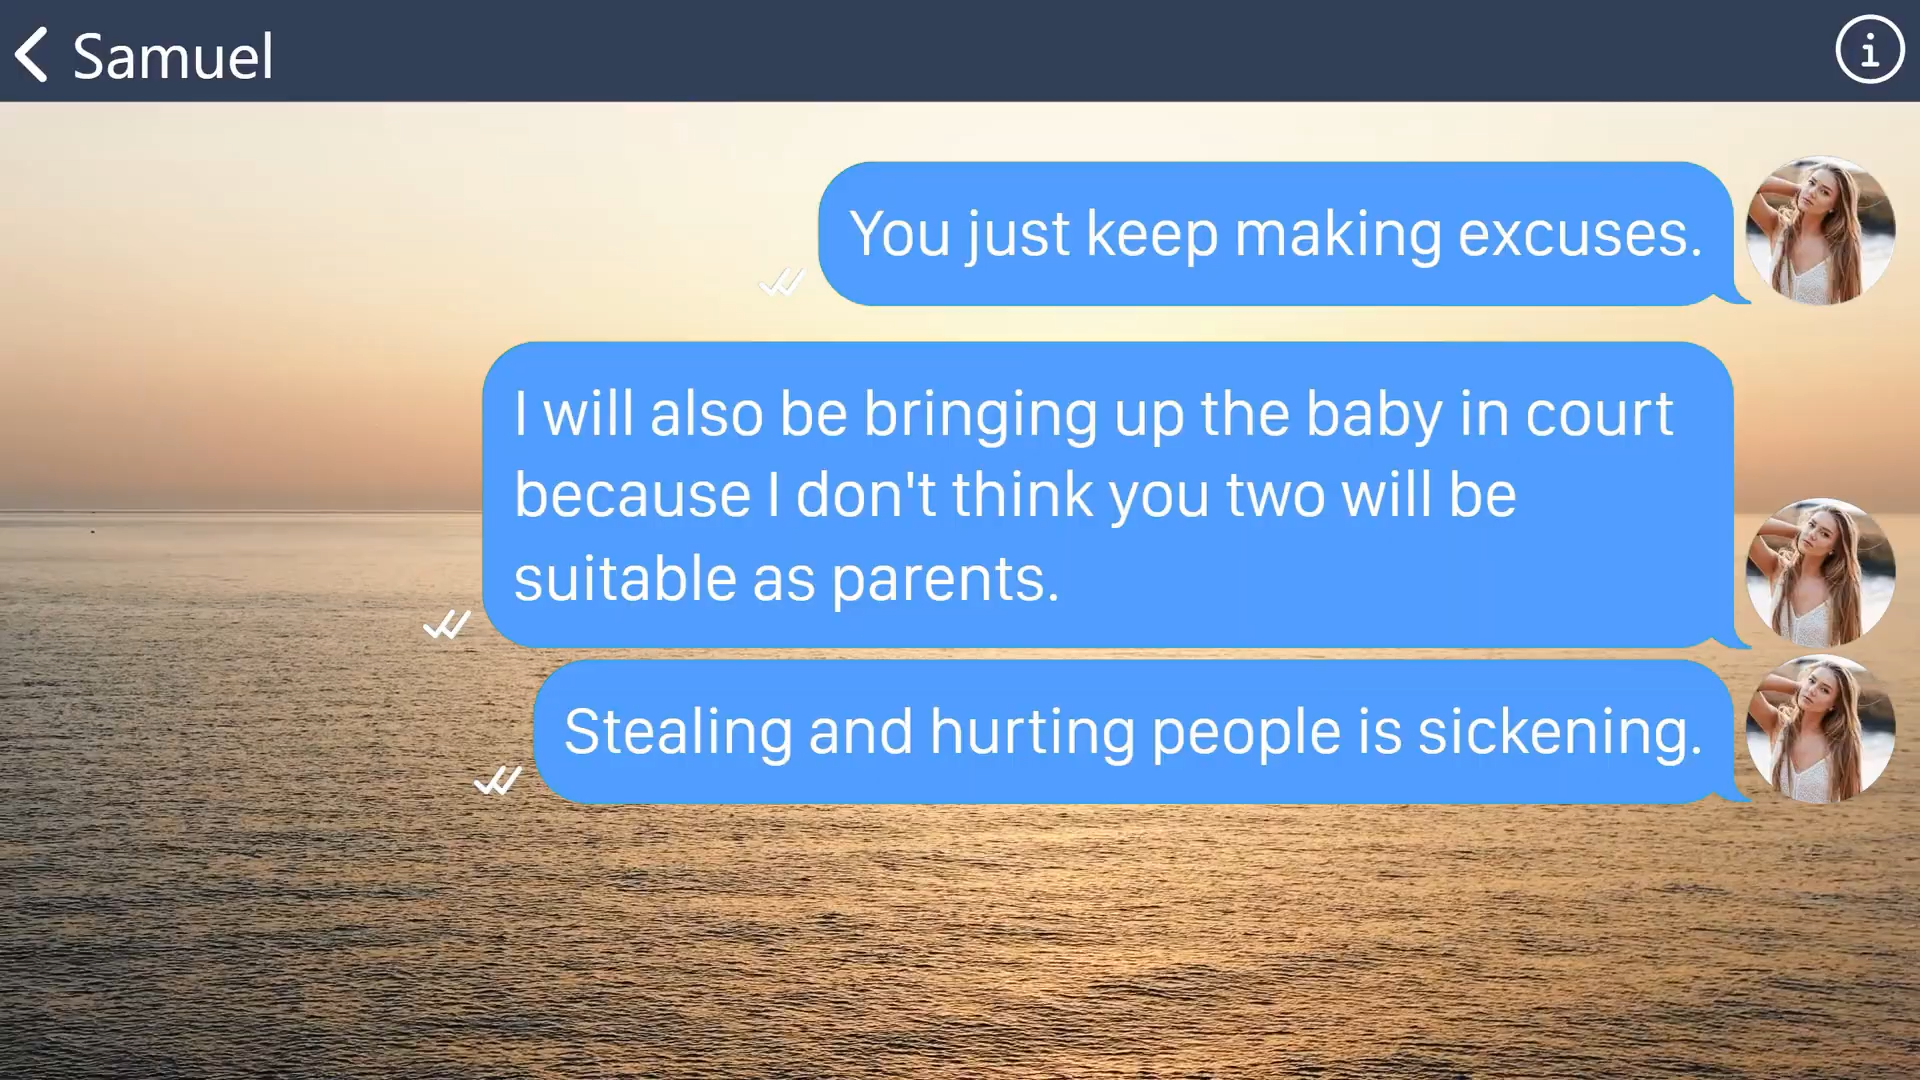 Samuel
You just keep making excuses.
I will also be bringing up the baby in court
because I don't think you two will be
suitable as parents.
Stealing and hurting people is sickening.